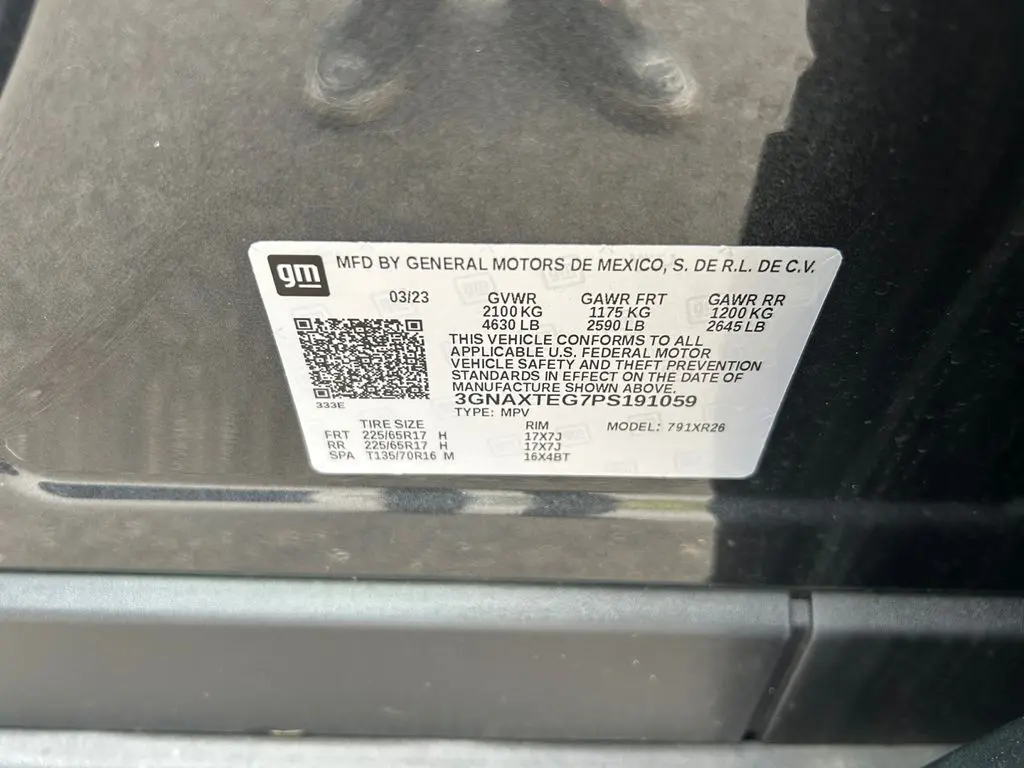 gm MFD BY GENERAL MOTORS DE MEXICO, S. DE R.L. DE C.V.
03/23 GVWR GAWR FRT GAWR RR
2100 KG 1175 KG 1200 KG
4630 LB 2590 LB 2645 LB
THIS VEHICLE CONFORMS TO ALL
APPLICABLE U.S. FEDERAL MOTOR
VEHICLE SAFETY AND THEFT PREVENTION
STANDARDS IN EFFECT ON THE DATE OF
MANUFACTURE SHOWN ABOVE.
333E 3GNAXTEG7PS191059
TYPE: MPV
TIRE SIZE RIM MODEL: 791XR26
FRT 225/65R17 H 17X7J
RR 225/65R17 H 17X7J
SPA T135/70R16 M 16X4BT